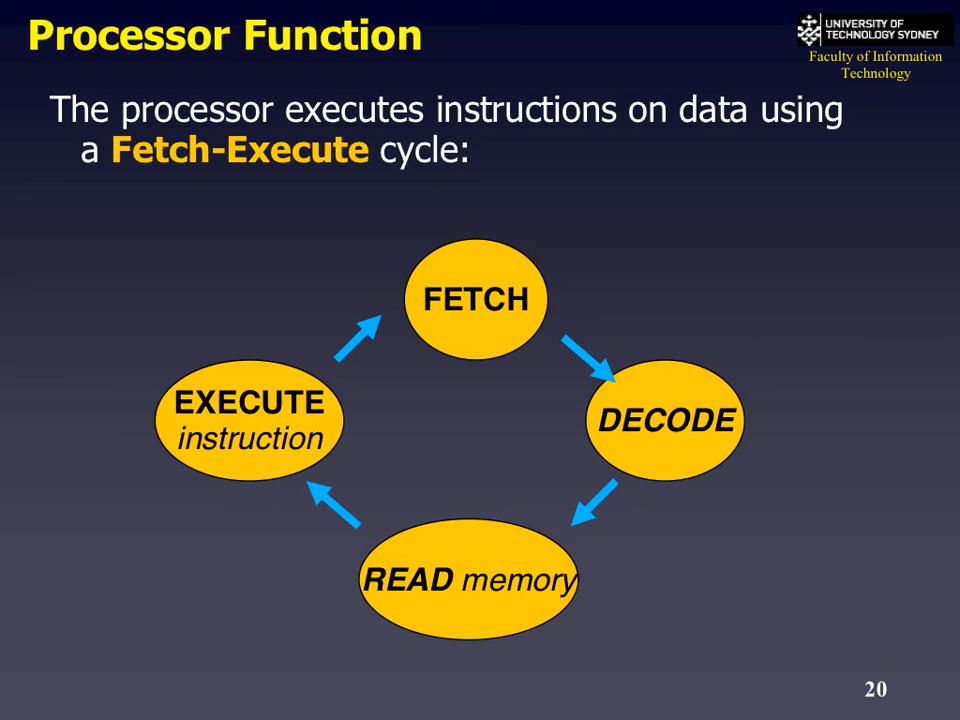 Processor Function
UNIVERSITY OF
TECHNOLOGY SYDNEY
Faculty of Information
Technology
The processor executes instructions on data using
a Fetch-Execute cycle:
FETCH
EXECUTE
instruction
DECODE
READ memory
20